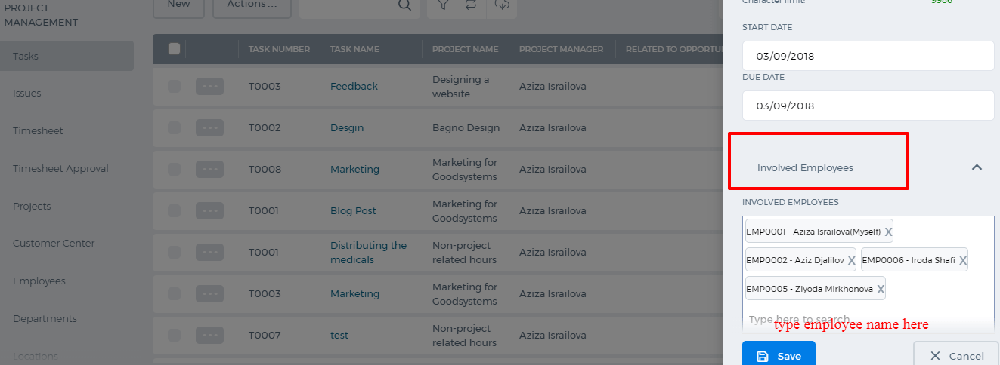 PROJECT
MANAGEMENT
Tasks
Issues
Timesheet
Timesheet Approval
Projects
Customer Center
Employees
Departments
Locations
New
Actions ...
TASK NUMBER TASK NAME PROJECT NAME PROJECT MANAGER RELATED TO OPPORTUN
T0003 Feedback Designing a website Aziza Israilova
T0002 Desgin Bagno Design Aziza Israilova
T0008 Marketing Marketing for Goodsystems Aziza Israilova
T0001 Blog Post Marketing for Goodsystems Aziza Israilova
T0001 Distributing the medicals Non-project related hours Aziza Israilova
T0003 Marketing Marketing for Goodsystems Aziza Israilova
T0007 test Non-project related hours Aziza Israilova
Character limit: 9986
START DATE
03/09/2018
DUE DATE
03/09/2018
Involved Employees
INVOLVED EMPLOYEES
EMP0001 - Aziza Israilova(Myself) X
EMP0002 - Aziz Djalilov X EMP0006 - Iroda Shafi X
EMP0005 - Ziyoda Mirkhonova X
Type here to search
type employee name here
Save
Cancel